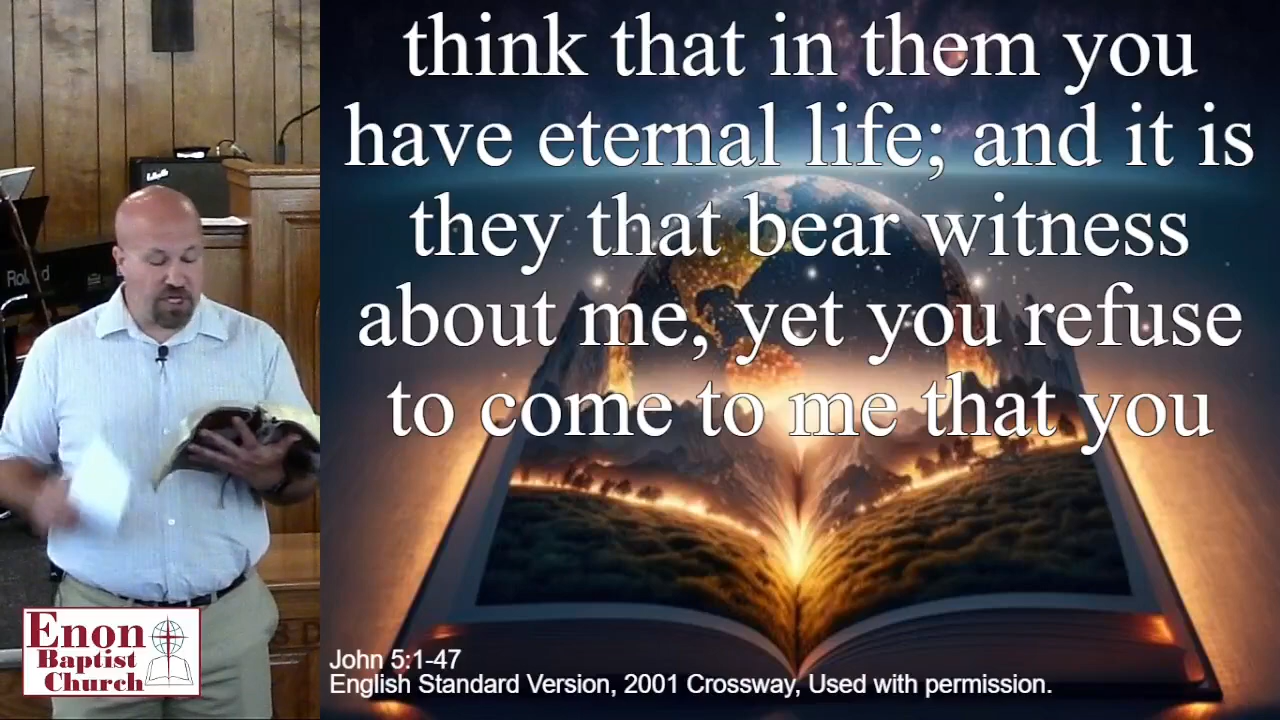 think that in them you
have eternal life; and it is
they that bear witness
about me, yet you refuse
to come to me that you
John 5:1-47
English Standard Version, 2001 Crossway, Used with permission.
Enon
Baptist
Church